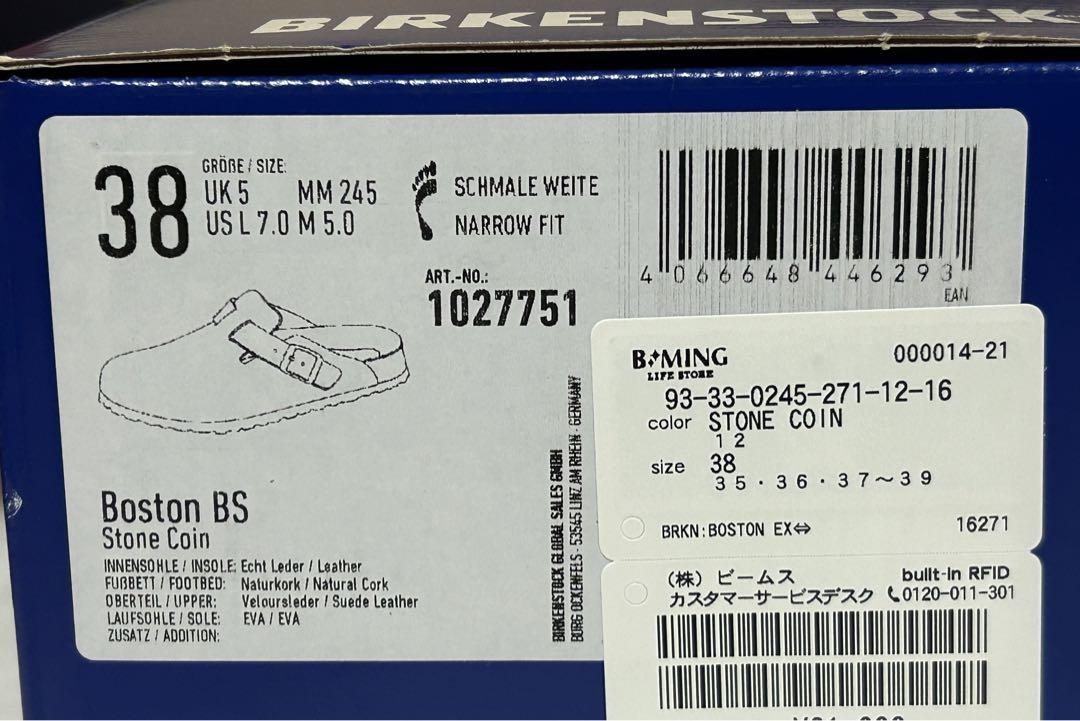 BIRKENSTOCK
38
GRÖßE / SIZE:
UK 5 MM 245
US L 7.0 M 5.0
SCHMALE WEITE
NARROW FIT
ART.-NO.:
1027751
4 066648 446293
EAN
Boston BS
Stone Coin
INNENSOHLE / INSOLE: Echt Leder / Leather
FUßBETT / FOOTBED: Naturkork / Natural Cork
OBERTEIL / UPPER: Veloursleder / Suede Leather
LAUFSOHLE / SOLE: EVA / EVA
ZUSATZ / ADDITION:
BIRKENSTOCK GLOBAL SALES GMBH
BURG OCKENFELS · 53545 LINZ AM RHEIN · GERMANY
B MING
LIFE STORE
000014-21
93-33-0245-271-12-16
color STONE COIN
12
size 38
35・36・37～39
BRKN:BOSTON EX⇔ 16271
(株) ビームス built-in RFID
カスタマーサービスデスク 0120-011-301